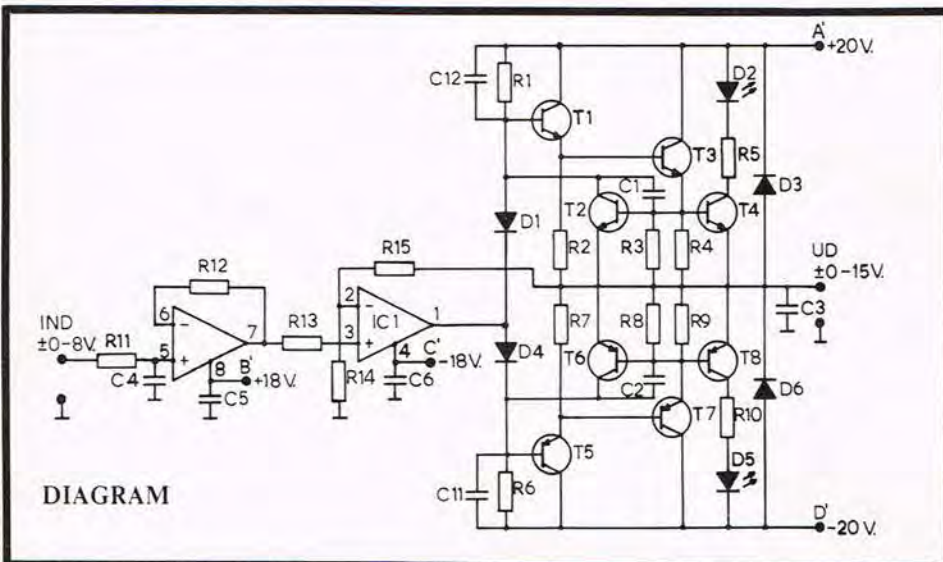 A'
+20V.
C12
R1
D2
T1
T3
R5
C1
D3
T2
T4
D1
R2
R3
R4
R15
UD
±0-15V.
R12
IND
±0-8V.
R11
6
−
5
+
7
8
R13
2
−
3
+
IC1
1
4
C'
-18V.
C3
C4
B'
+18V.
C5
R14
C6
D4
R7
R8
R9
T6
T8
C2
D6
T7
R10
T5
D5
C11
R6
DIAGRAM
D'
-20V.